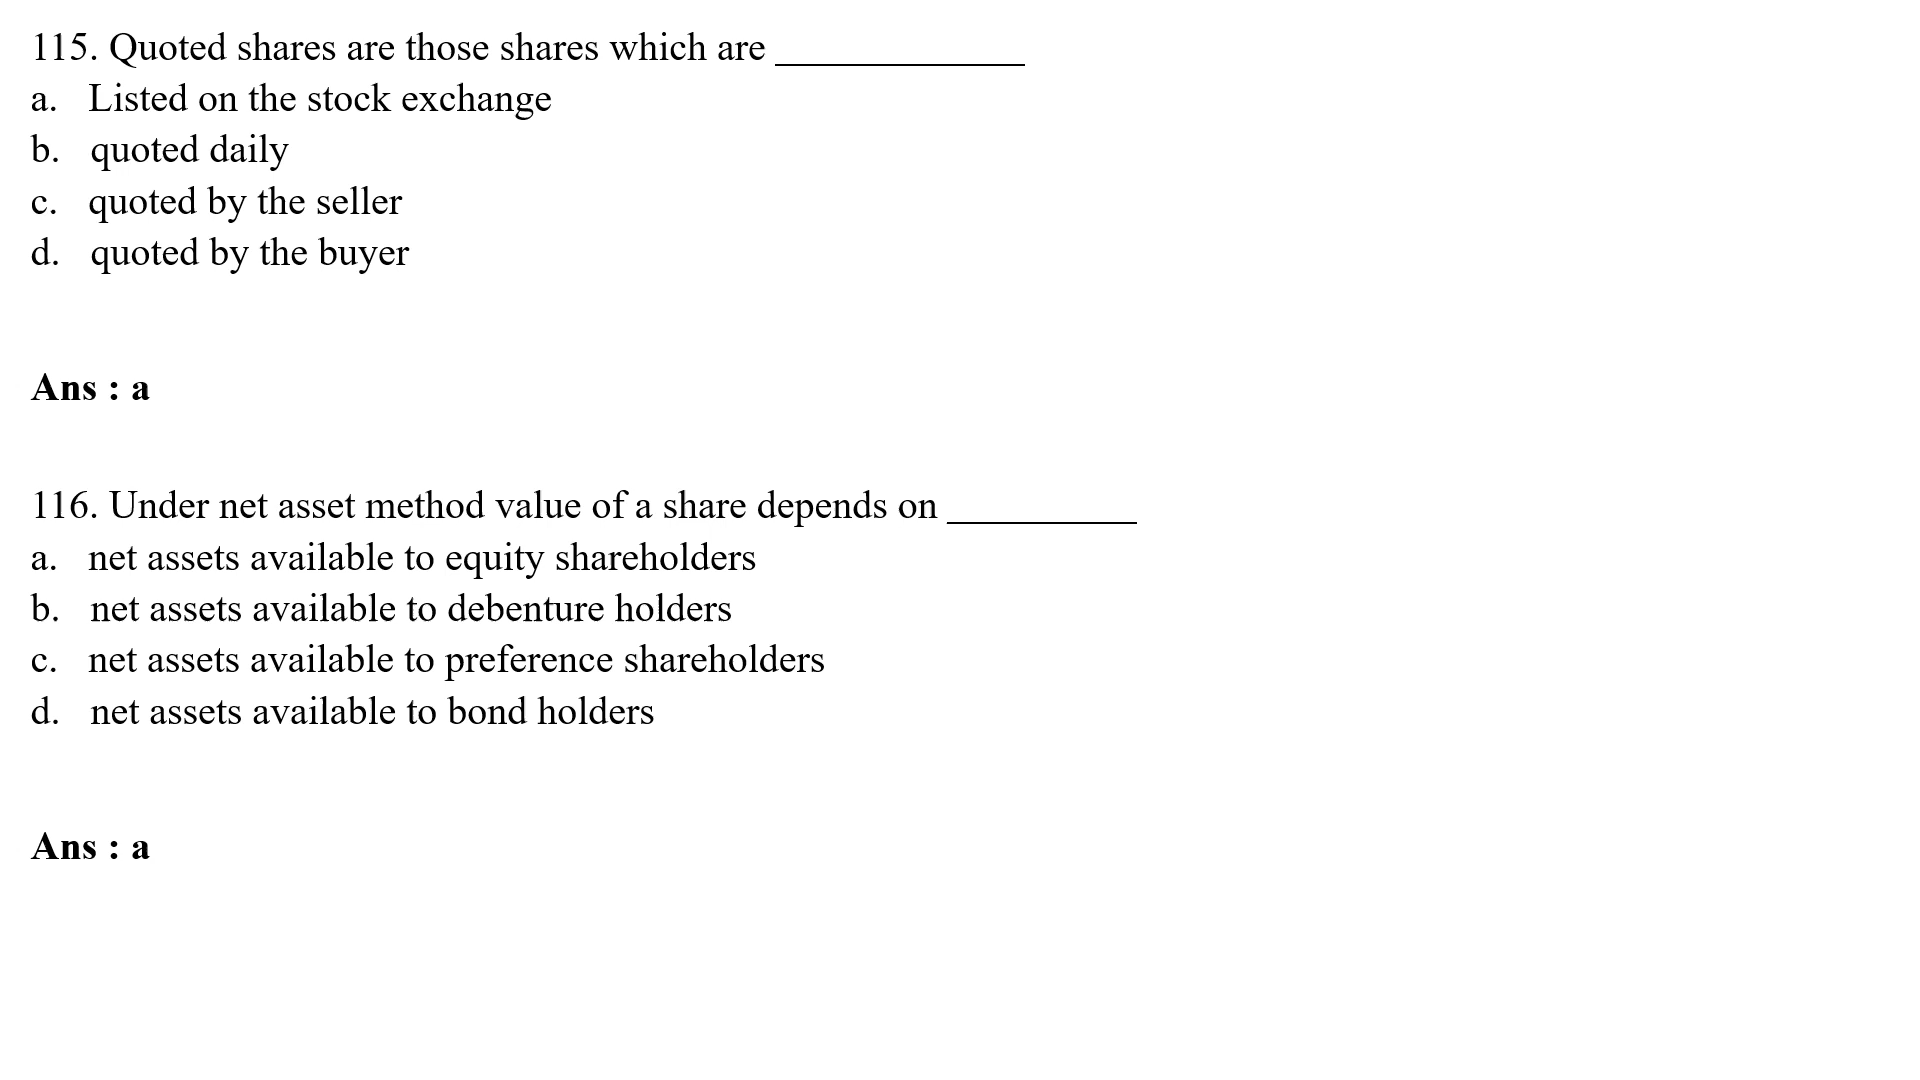 115. Quoted shares are those shares which are _____________
a. Listed on the stock exchange
b. quoted daily
c. quoted by the seller
d. quoted by the buyer
Ans : a
116. Under net asset method value of a share depends on __________
a. net assets available to equity shareholders
b. net assets available to debenture holders
c. net assets available to preference shareholders
d. net assets available to bond holders
Ans : a